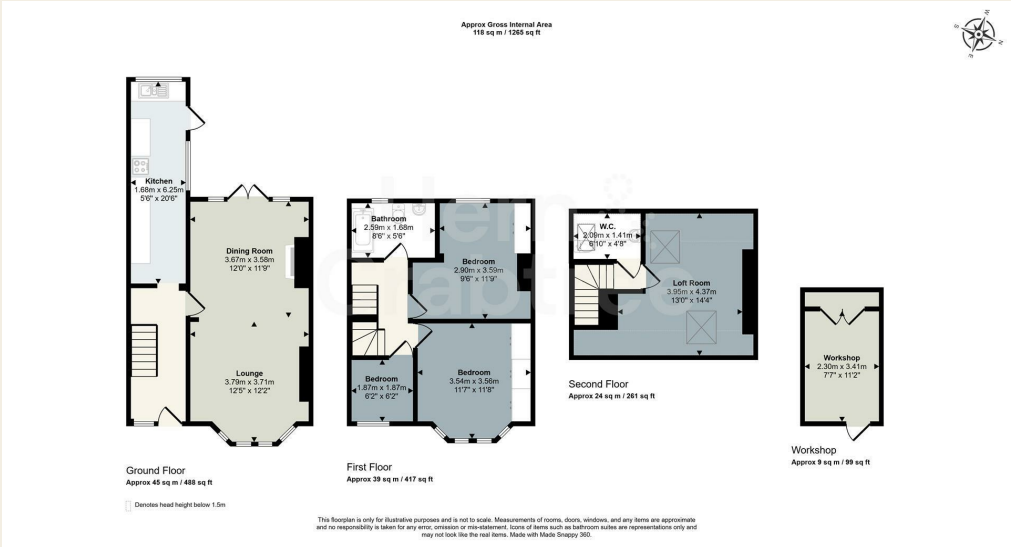 Approx Gross Internal Area
118 sq m / 1265 sq ft
S
W
E
N
Kitchen
1.68m x 6.25m
5'6" x 20'6"
Dining Room
3.67m x 3.58m
12'0" x 11'9"
Lounge
3.79m x 3.71m
12'5" x 12'2"
Ground Floor
Approx 45 sq m / 488 sq ft
Denotes head height below 1.5m
Bathroom
2.59m x 1.68m
8'6" x 5'6"
Bedroom
2.90m x 3.59m
9'6" x 11'9"
Bedroom
1.87m x 1.87m
6'2" x 6'2"
Bedroom
3.54m x 3.56m
11'7" x 11'8"
First Floor
Approx 39 sq m / 417 sq ft
W.C.
2.09m x 1.41m
6'10" x 4'8"
Loft Room
3.95m x 4.37m
13'0" x 14'4"
Second Floor
Approx 24 sq m / 261 sq ft
Workshop
2.30m x 3.41m
7'7" x 11'2"
Workshop
Approx 9 sq m / 99 sq ft
Hern &
Crabtree
This floorplan is only for illustrative purposes and is not to scale. Measurements of rooms, doors, windows, and any items are approximate
and no responsibility is taken for any error, omission or mis-statement. Icons of items such as bathroom suites are representations only and
may not look like the real items. Made with Made Snappy 360.